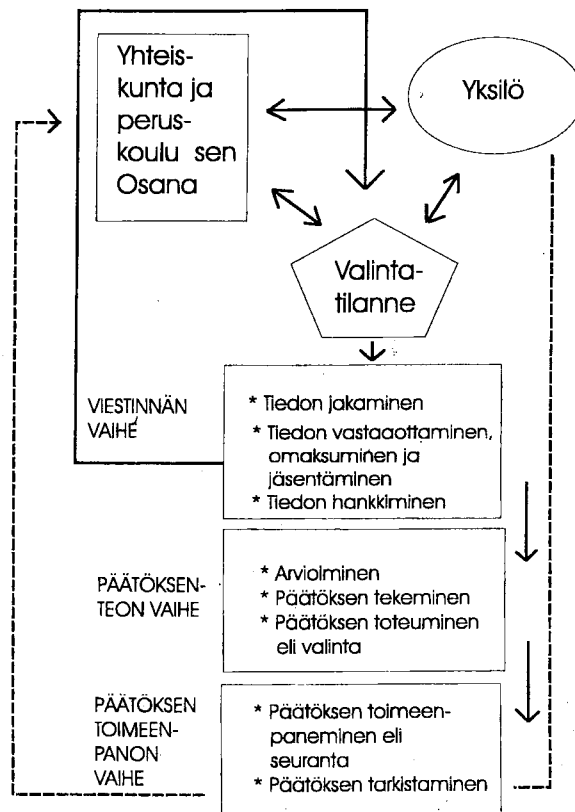 Yhteis-
kunta ja
perus-
koulu sen
Osana
Yksilö
Valinta-
tilanne
VIESTINNÄN
VAIHE
* Tiedon jakaminen
* Tiedon vastaaottaminen,
omaksuminen ja
jäsentäminen
* Tiedon hankkiminen
PÄÄTÖKSEN-
TEON VAIHE
* Arviolminen
* Päätöksen tekeminen
* Päätöksen toteuminen
eli valinta
PÄÄTÖKSEN
TOIMEEN-
PANON
VAIHE
* Päätöksen toimeen-
paneminen eli
seuranta
* Päätöksen tarkistaminen